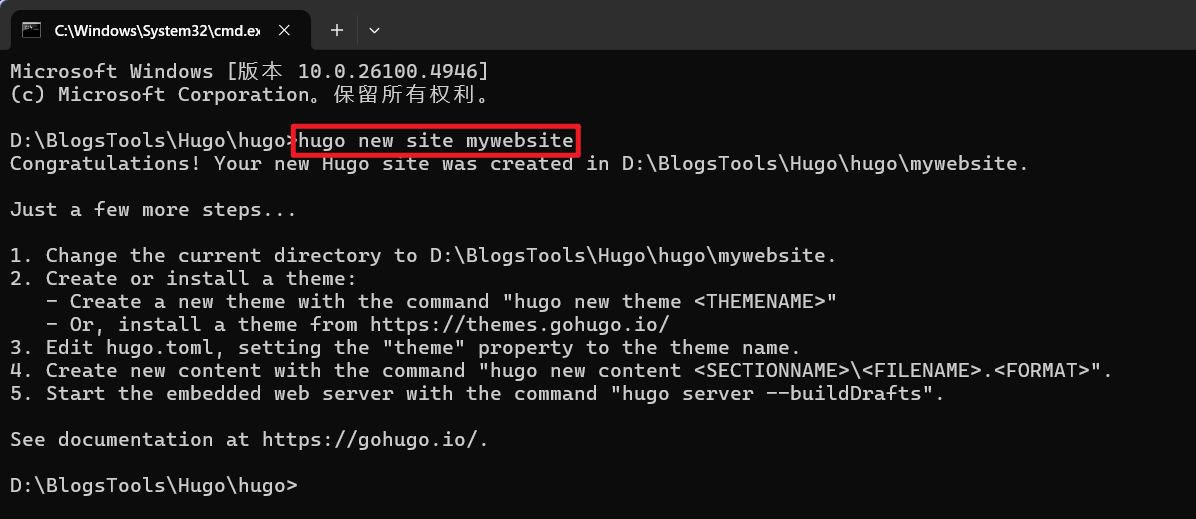 C:\Windows\System32\cmd.ex
Microsoft Windows [版本 10.0.26100.4946]
(c) Microsoft Corporation。保留所有权利。
D:\BlogsTools\Hugo\hugo>hugo new site mywebsite
Congratulations! Your new Hugo site was created in D:\BlogsTools\Hugo\hugo\mywebsite.
Just a few more steps...
1. Change the current directory to D:\BlogsTools\Hugo\hugo\mywebsite.
2. Create or install a theme:
- Create a new theme with the command "hugo new theme <THEMENAME>"
- Or, install a theme from https://themes.gohugo.io/
3. Edit hugo.toml, setting the "theme" property to the theme name.
4. Create new content with the command "hugo new content <SECTIONNAME>\<FILENAME>.<FORMAT>".
5. Start the embedded web server with the command "hugo server --buildDrafts".
See documentation at https://gohugo.io/.
D:\BlogsTools\Hugo\hugo>